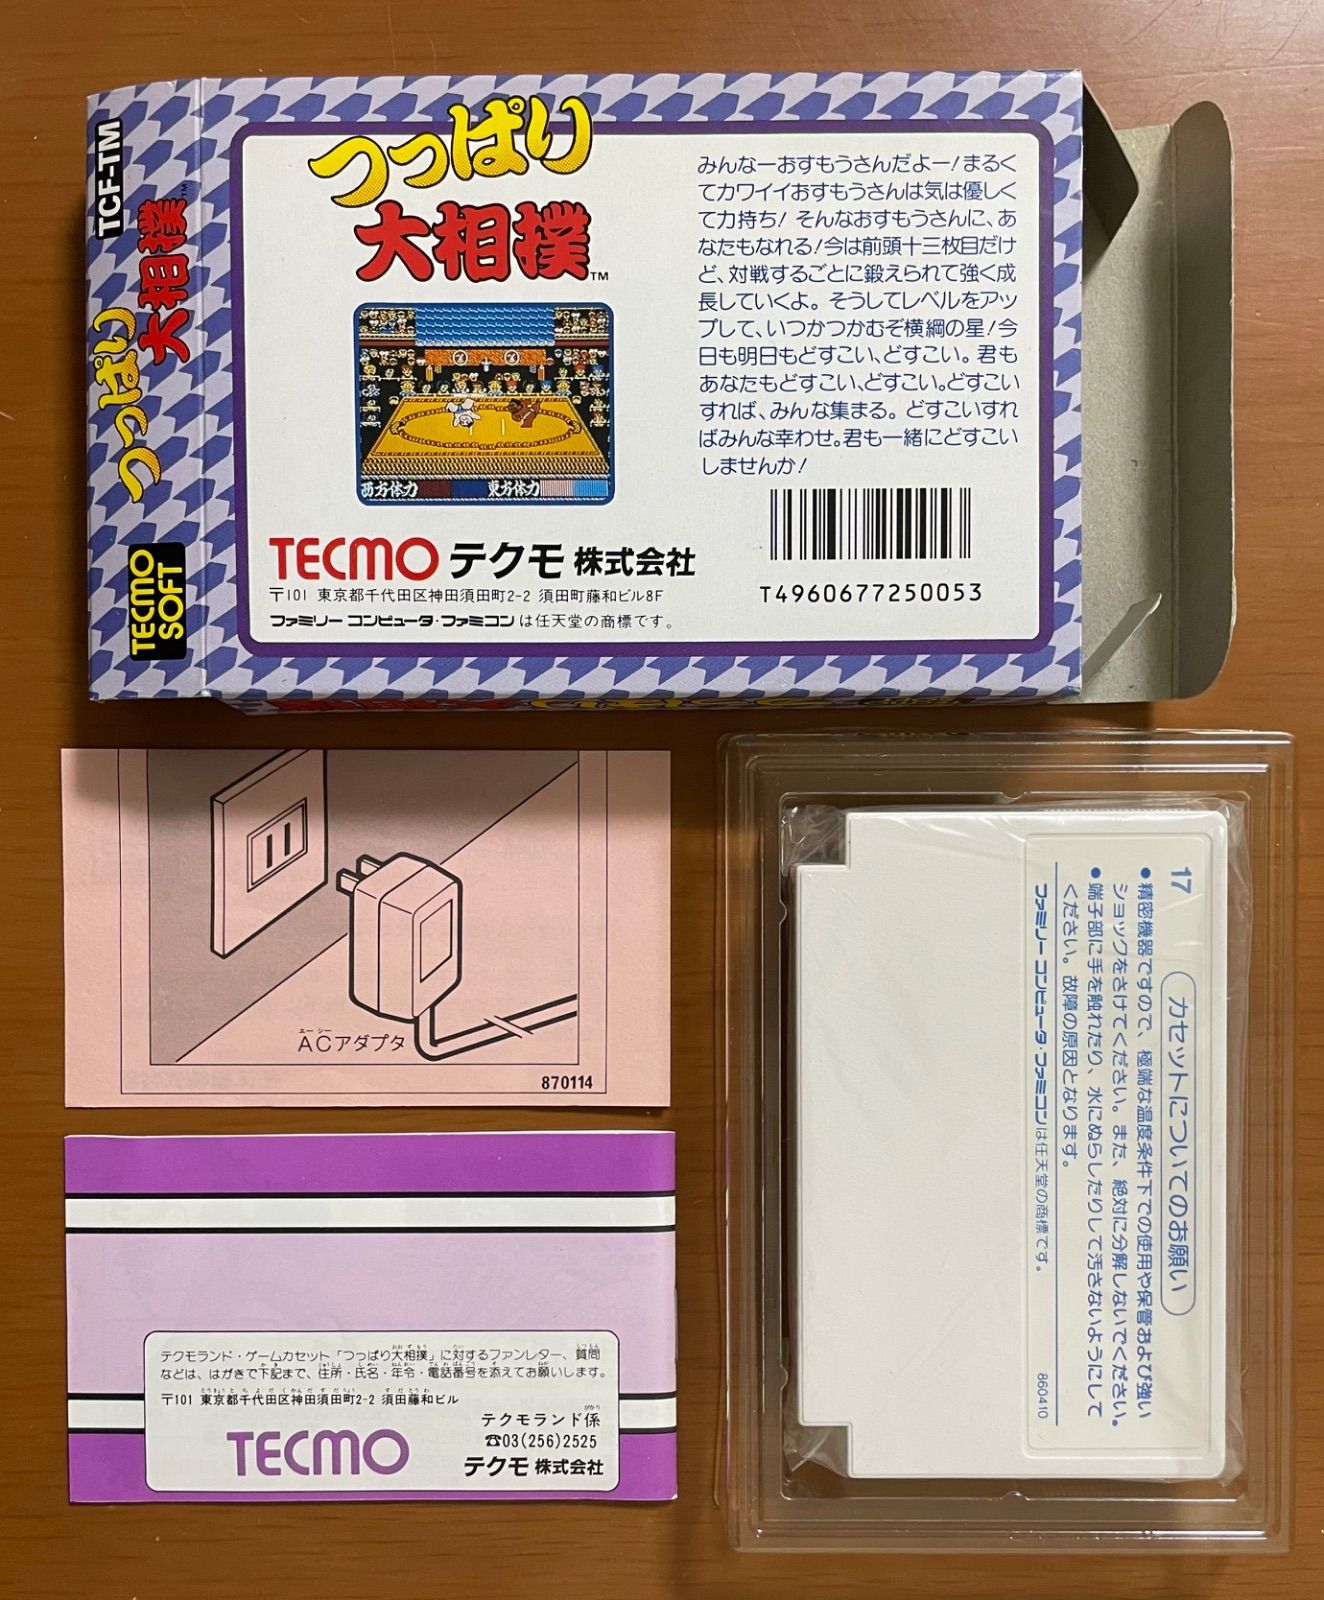 TCF-TM
つっぱり
大相撲™
TECMO
SOFT
つっぱり
大相撲™
みんなーおすもうさんだよー!まるく
てカワイイおすもうさんは気は優しく
て力持ち! そんなおすもうさんに、あ
なたもなれる!今は前頭十三枚目だけ
ど、対戦するごとに鍛えられて強く成
長していくよ。そうしてレベルをアッ
プして、いつかつかむぞ横綱の星!今
日も明日もどすこい、どすこい。君も
あなたもどすこい、どすこい。どすこい
すれば、みんな集まる。どすこいすれ
ばみんな幸わせ。君も一緒にどすこい
しませんか!
西方体力
東方体力
TECMO テクモ 株式会社
〒101 東京都千代田区神田須田町2-2 須田町藤和ビル8F
ファミリー コンピュータ・ファミコン は任天堂の商標です。
T4960677250053
エー シー
ACアダプタ
870114
テクモランド・ゲームカセット「つっぱり大相撲」に対するファンレター、質問
などは、はがきで下記まで、住所・氏名・年令・電話番号を添えてお願いします。
〒101 東京都千代田区神田須田町2-2 須田藤和ビル
テクモランド係
☎03(256)2525
TECMO
テクモ 株式会社
17
カセットについてのお願い
●精密機器ですので、極端な温度条件下での使用や保管および強い
ショックをさけてください。また、絶対に分解しないでください。
●端子部に手を触れたり、水にぬらしたりして汚さないようにして
ください。故障の原因となります。
ファミリー コンピュータ・ファミコンは任天堂の商標です。
860410